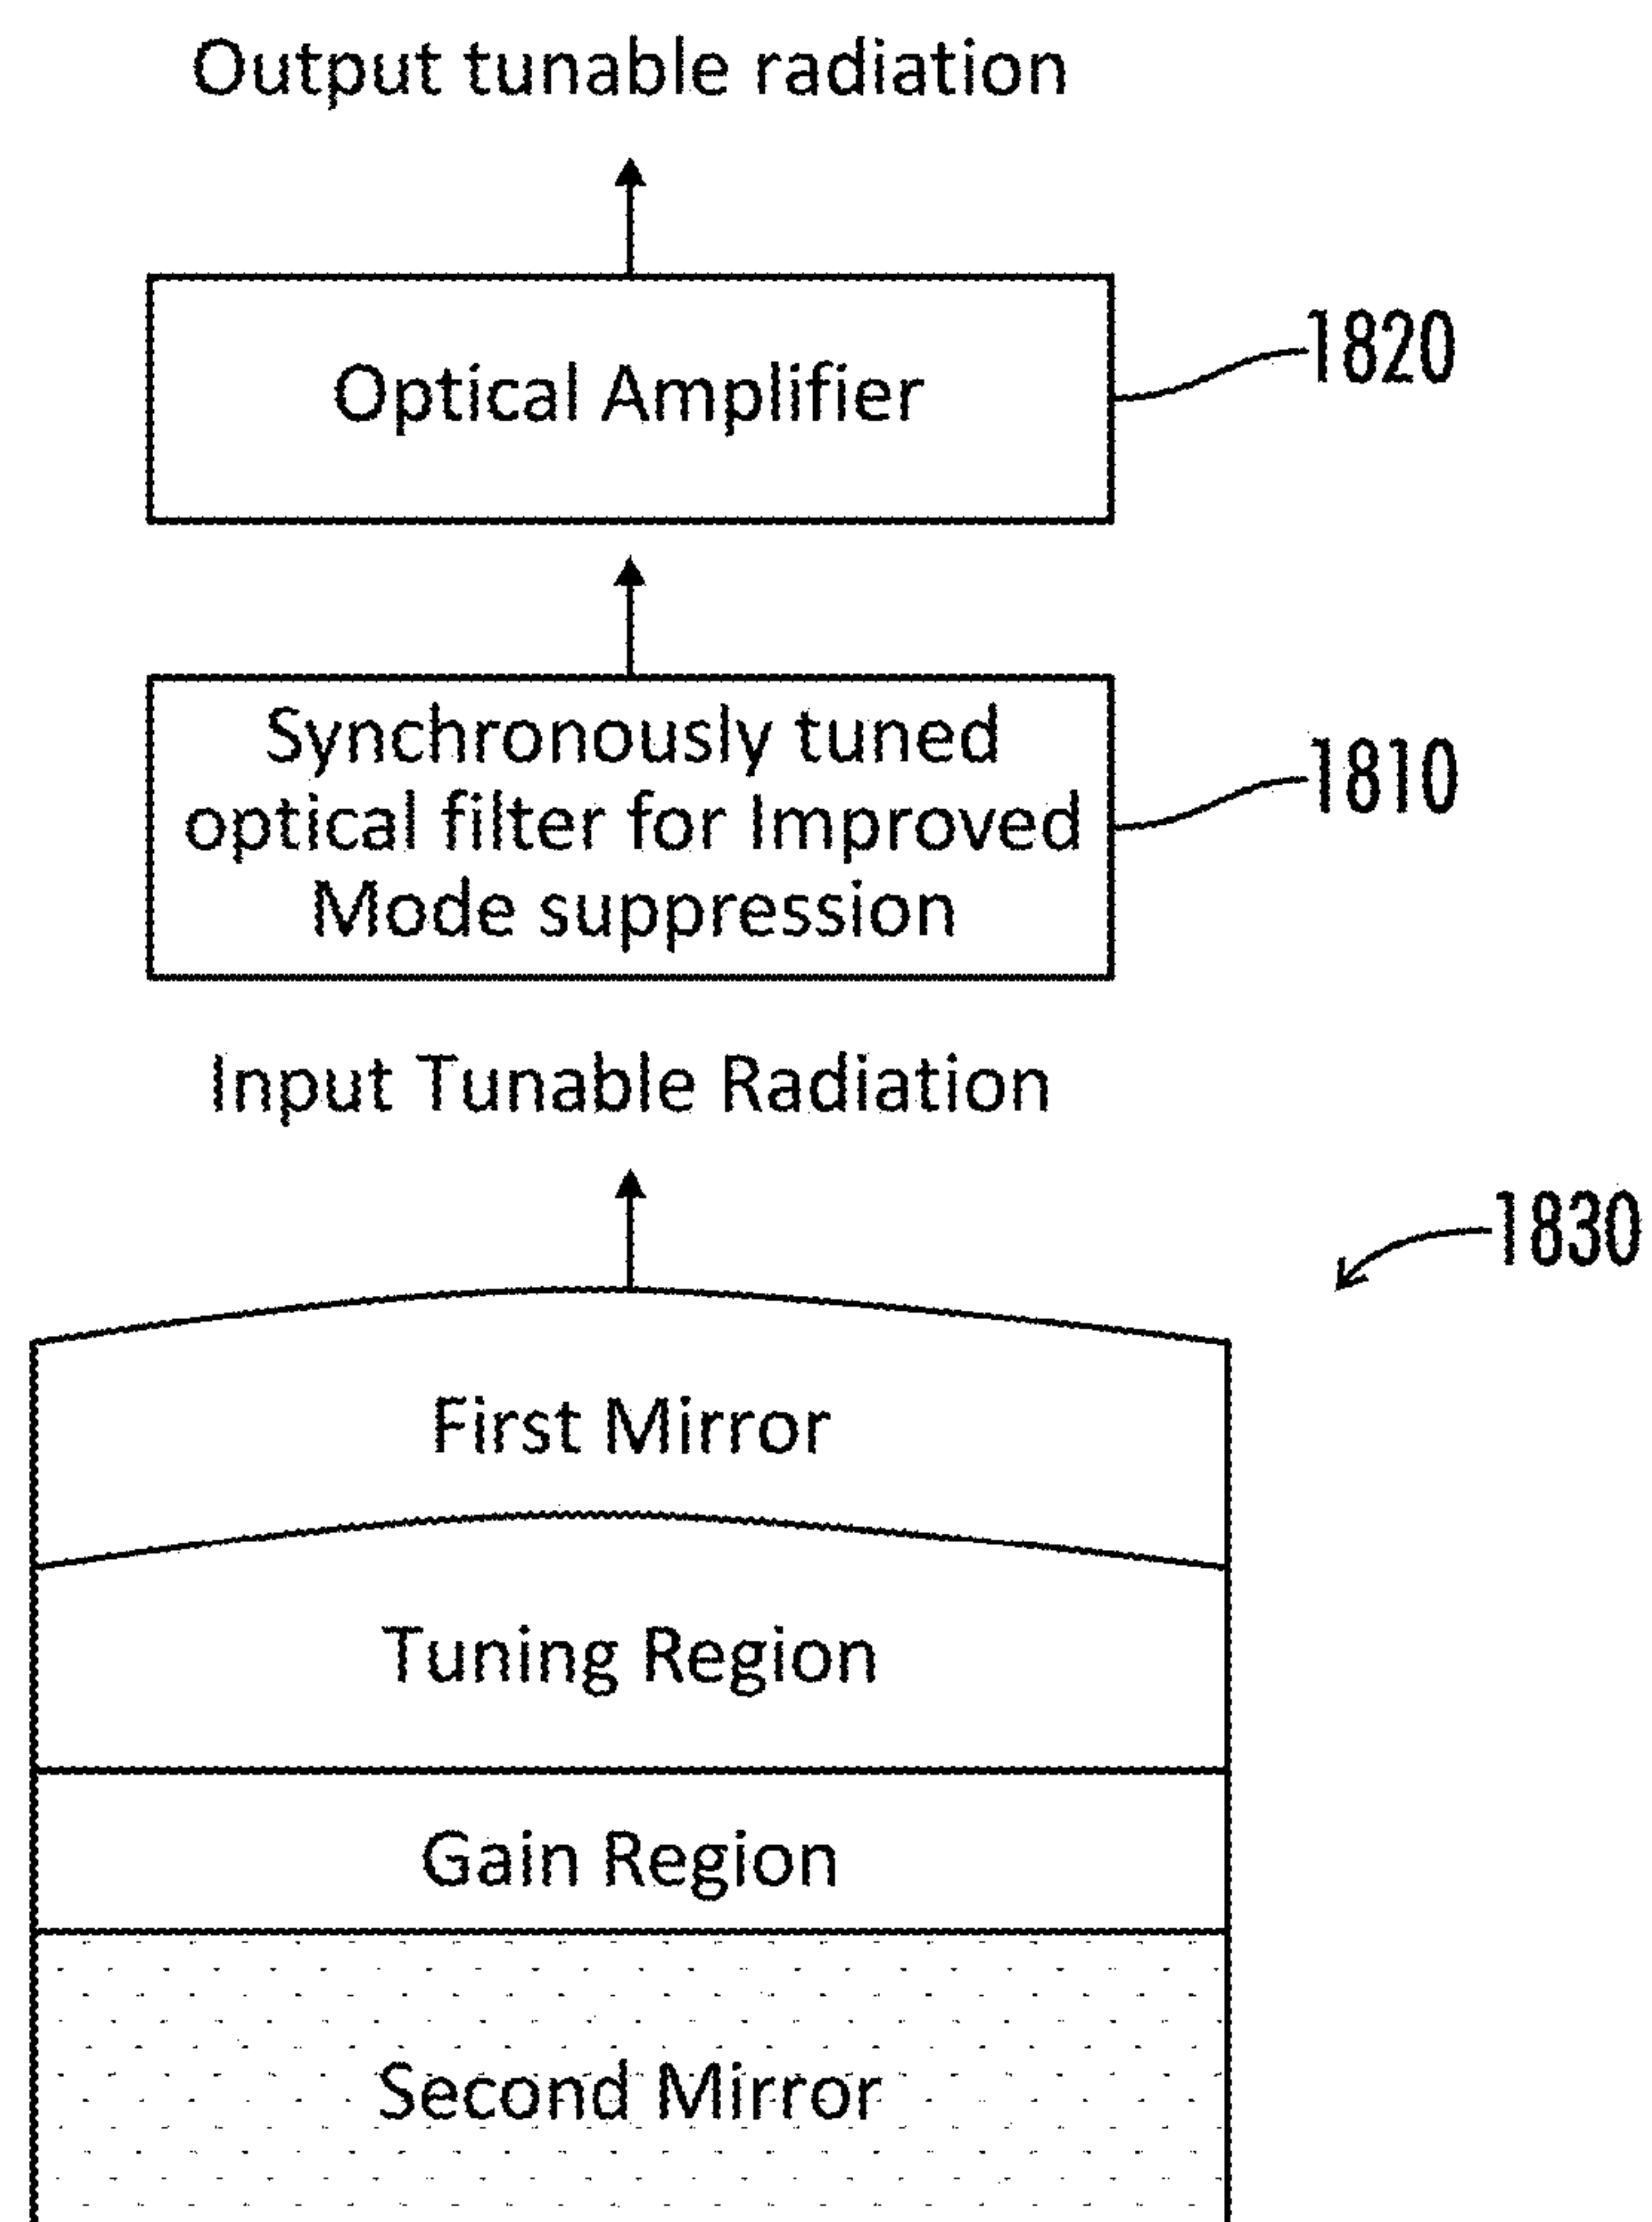 Output tunable radiation
Optical Amplifier
1820
Synchronously tuned
optical filter for Improved
Mode suppression
1810
Input Tunable Radiation
1830
First Mirror
Tuning Region
Gain Region
Second Mirror